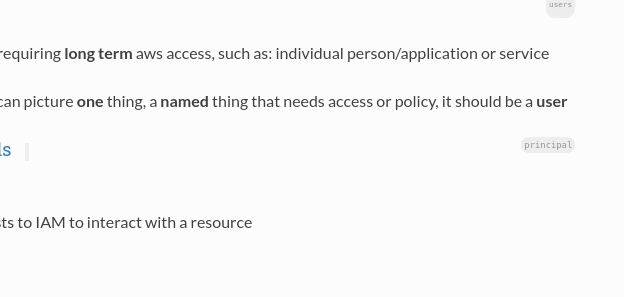 users
requiring long term aws access, such as: individual person/application or service
can picture one thing, a named thing that needs access or policy, it should be a user
ls
principal
sts to IAM to interact with a resource